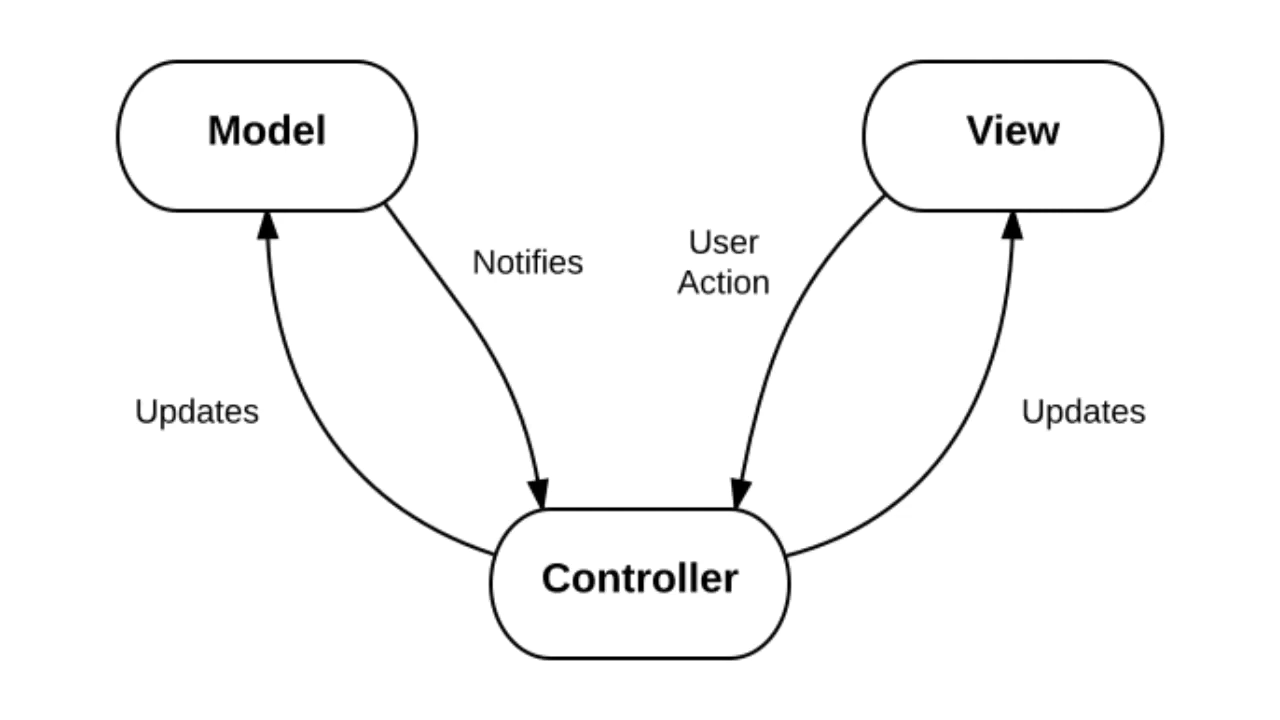 Model
View
Notifies
User
Action
Updates
Updates
Controller